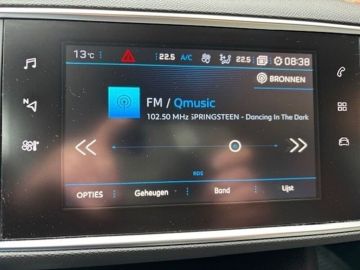 13°c 22.5 A/C 22.5 08:38
BRONNEN
FM / Qmusic
102.50 MHz iPRINGSTEEN - Dancing In The Dark
RDS
OPTIES Geheugen Band Lijst